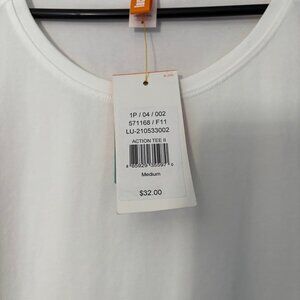 1P / 04 / 002
571168 / F11
LU-210533002
ACTION TEE II
Medium
$32.00